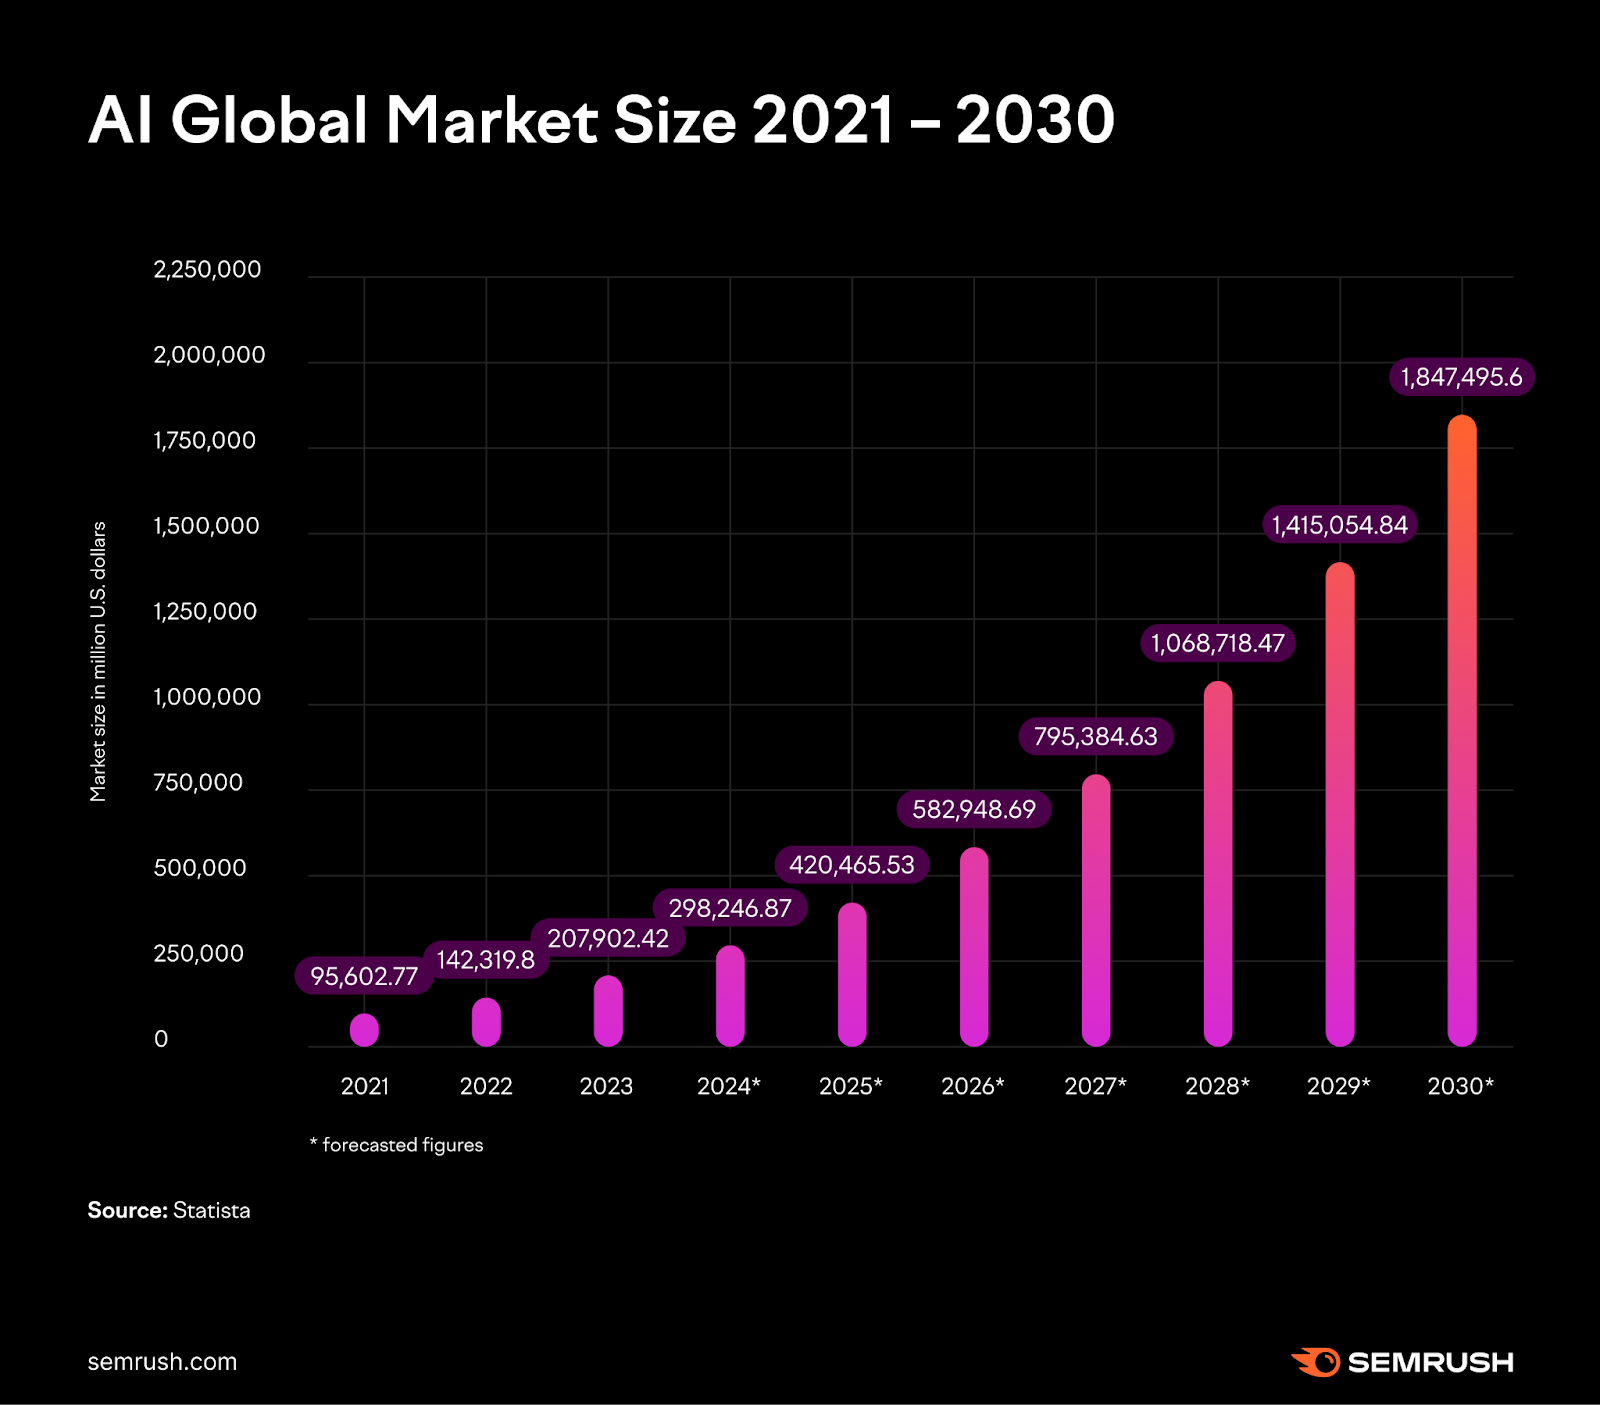 AI Global Market Size 2021 – 2030
Market size in million U.S. dollars
2,250,000
2,000,000
1,750,000
1,500,000
1,250,000
1,000,000
750,000
500,000
250,000
0
95,602.77
142,319.8
207,902.42
298,246.87
420,465.53
582,948.69
795,384.63
1,068,718.47
1,415,054.84
1,847,495.6
2021 2022 2023 2024* 2025* 2026* 2027* 2028* 2029* 2030*
* forecasted figures
Source: Statista
semrush.com
SEMRUSH